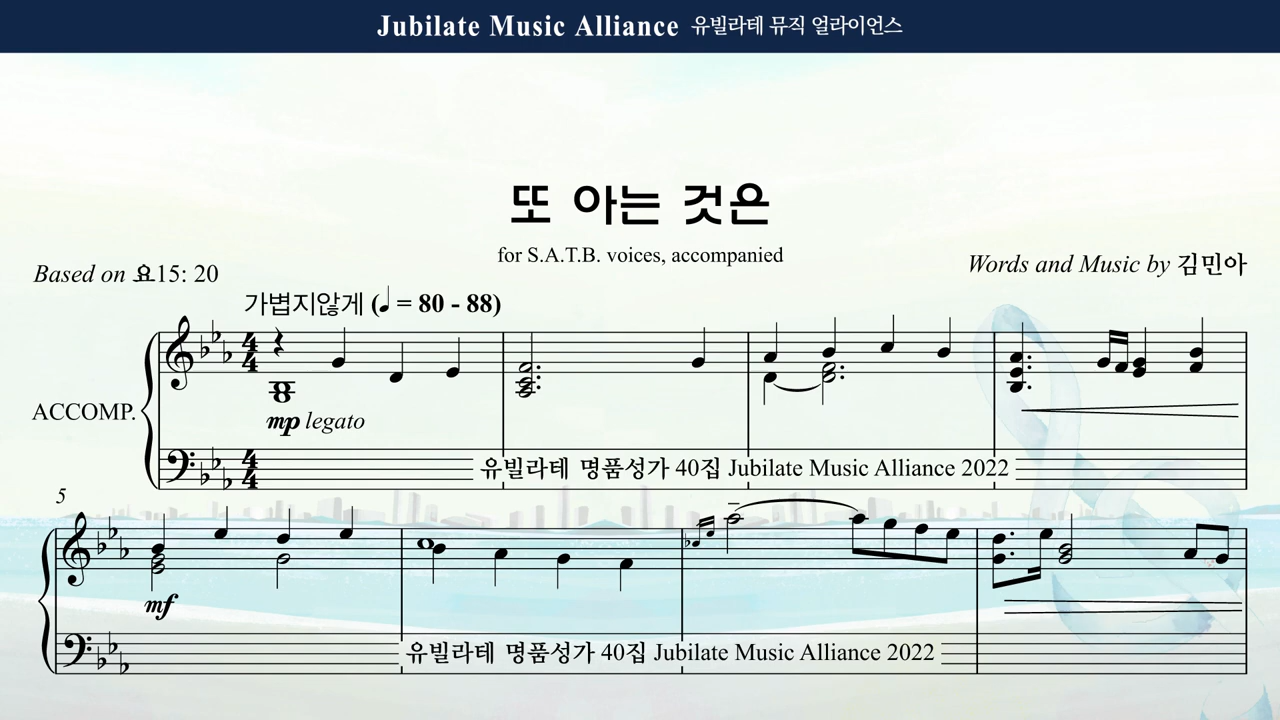 Jubilate Music Alliance 유빌라테 뮤직 얼라이언스
또 아는 것은
for S.A.T.B. voices, accompanied
Based on 요15: 20
Words and Music by 김민아
가볍지않게 (♩ = 80 - 88)
4
4
ACCOMP.
mp legato
4
4
유빌라테 명품성가 40집 Jubilate Music Alliance 2022
5
mf
유빌라테 명품성가 40집 Jubilate Music Alliance 2022